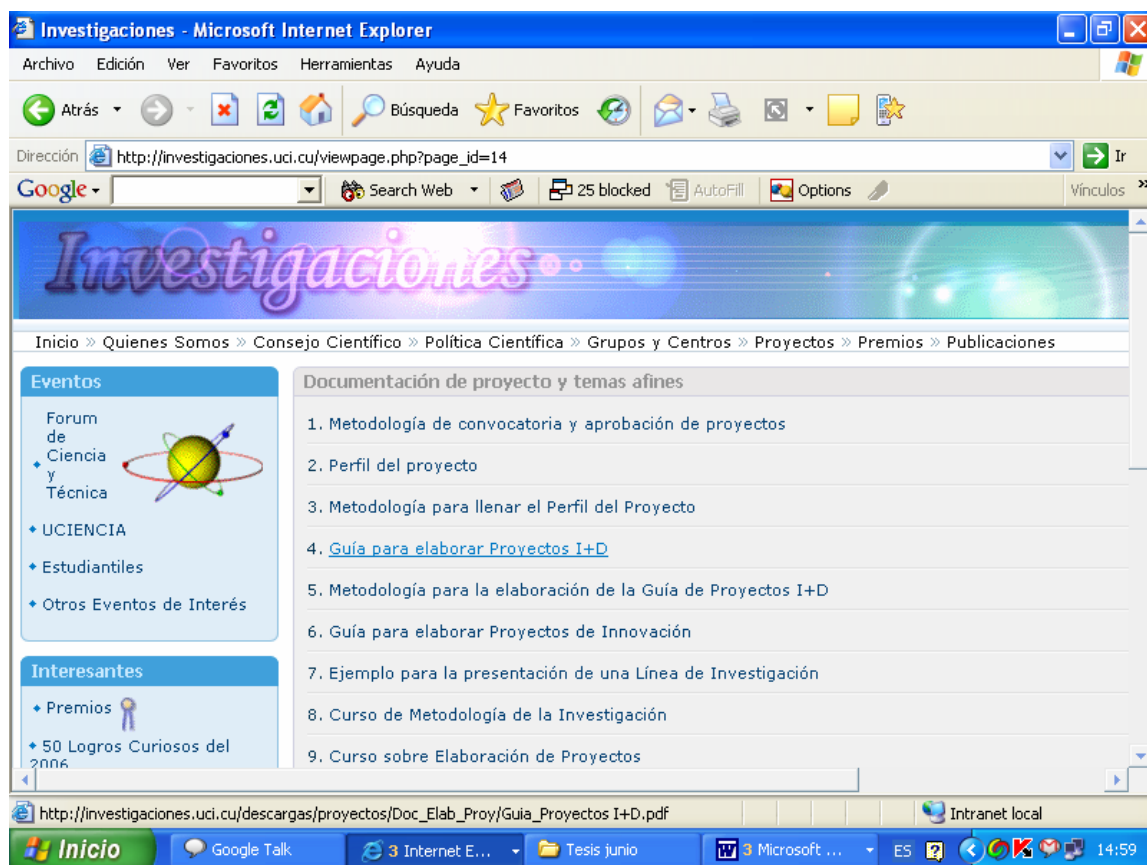 Investigaciones - Microsoft Internet Explorer
Archivo Edición Ver Favoritos Herramientas Ayuda
Atrás Búsqueda Favoritos
Dirección http://investigaciones.uci.cu/viewpage.php?page_id=14 Ir
Google Search Web 25 blocked AutoFill Options Vínculos »
Investigaciones
Inicio » Quienes Somos » Consejo Científico » Política Científica » Grupos y Centros » Proyectos » Premios » Publicaciones
Eventos
Forum
de
Ciencia
y
Técnica
UCIENCIA
Estudiantiles
Otros Eventos de Interés
Interesantes
Premios
50 Logros Curiosos del
2006
Documentación de proyecto y temas afines
1. Metodología de convocatoria y aprobación de proyectos
2. Perfil del proyecto
3. Metodología para llenar el Perfil del Proyecto
4. Guía para elaborar Proyectos I+D
5. Metodología para la elaboración de la Guía de Proyectos I+D
6. Guía para elaborar Proyectos de Innovación
7. Ejemplo para la presentación de una Línea de Investigación
8. Curso de Metodología de la Investigación
9. Curso sobre Elaboración de Proyectos
http://investigaciones.uci.cu/descargas/proyectos/Doc_Elab_Proy/Guia_Proyectos I+D.pdf Intranet local
Inicio Google Talk 3 Internet E... Tesis junio 3 Microsoft ... ES 14:59